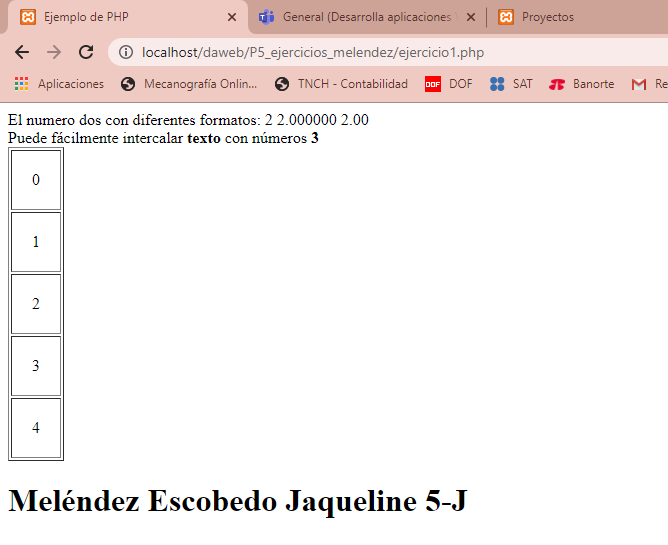 Ejemplo de PHP
General (Desarrolla aplicaciones
Proyectos
localhost/daweb/P5_ejercicios_melendez/ejercicio1.php
Aplicaciones Mecanografía Onlin... TNCH - Contabilidad DOF DOF SAT Banorte Re
El numero dos con diferentes formatos: 2 2.000000 2.00
Puede fácilmente intercalar texto con números 3
0
1
2
3
4
Meléndez Escobedo Jaqueline 5-J